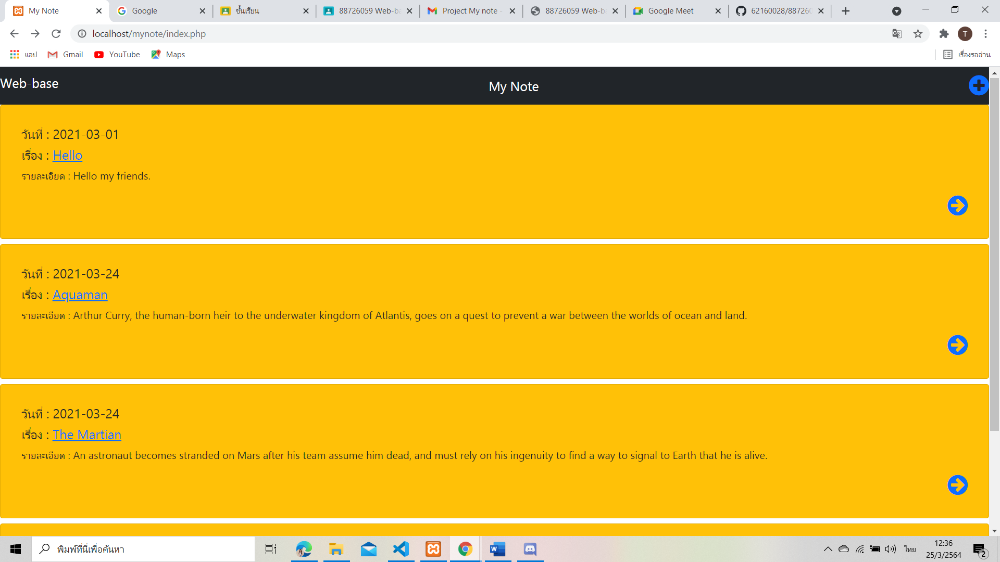 My Note
Google
ชั้นเรียน
88726059 Web-ba
Project My note -
88726059 Web-ba
Google Meet
62160028/887260
localhost/mynote/index.php
T
แอป
Gmail
YouTube
Maps
เรื่องรออ่าน
Web-base
My Note
วันที่ : 2021-03-01
เรื่อง : Hello
รายละเอียด : Hello my friends.
วันที่ : 2021-03-24
เรื่อง : Aquaman
รายละเอียด : Arthur Curry, the human-born heir to the underwater kingdom of Atlantis, goes on a quest to prevent a war between the worlds of ocean and land.
วันที่ : 2021-03-24
เรื่อง : The Martian
รายละเอียด : An astronaut becomes stranded on Mars after his team assume him dead, and must rely on his ingenuity to find a way to signal to Earth that he is alive.
พิมพ์ที่นี่เพื่อค้นหา
ไทย
12:36
25/3/2564
2